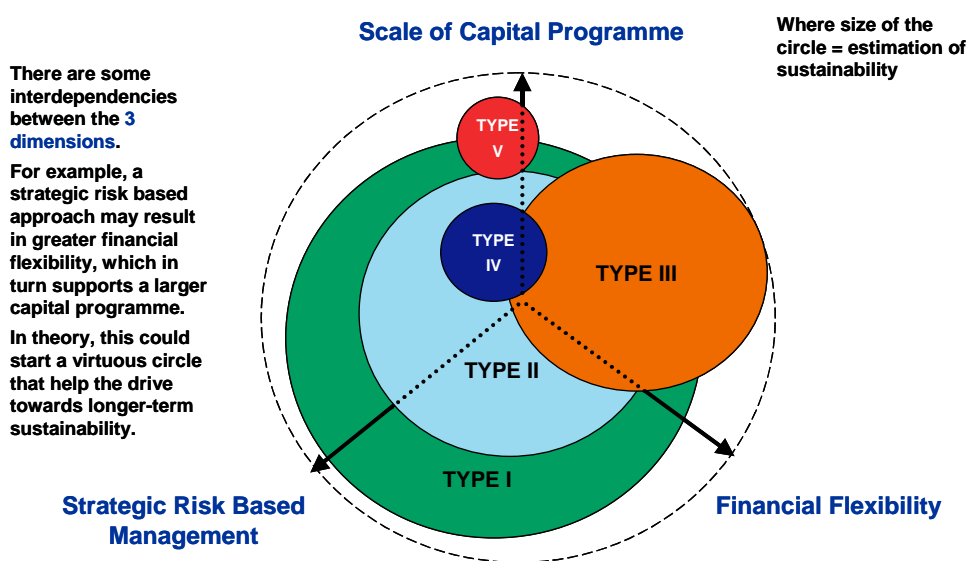 Scale of Capital Programme
Where size of the
circle = estimation of
sustainability
There are some
interdependencies
between the 3
dimensions.
For example, a
strategic risk based
approach may result
in greater financial
flexibility, which in
turn supports a larger
capital programme.
In theory, this could
start a virtuous circle
that help the drive
towards longer-term
sustainability.
TYPE
V
TYPE
IV
TYPE III
TYPE II
TYPE I
Strategic Risk Based
Management
Financial Flexibility